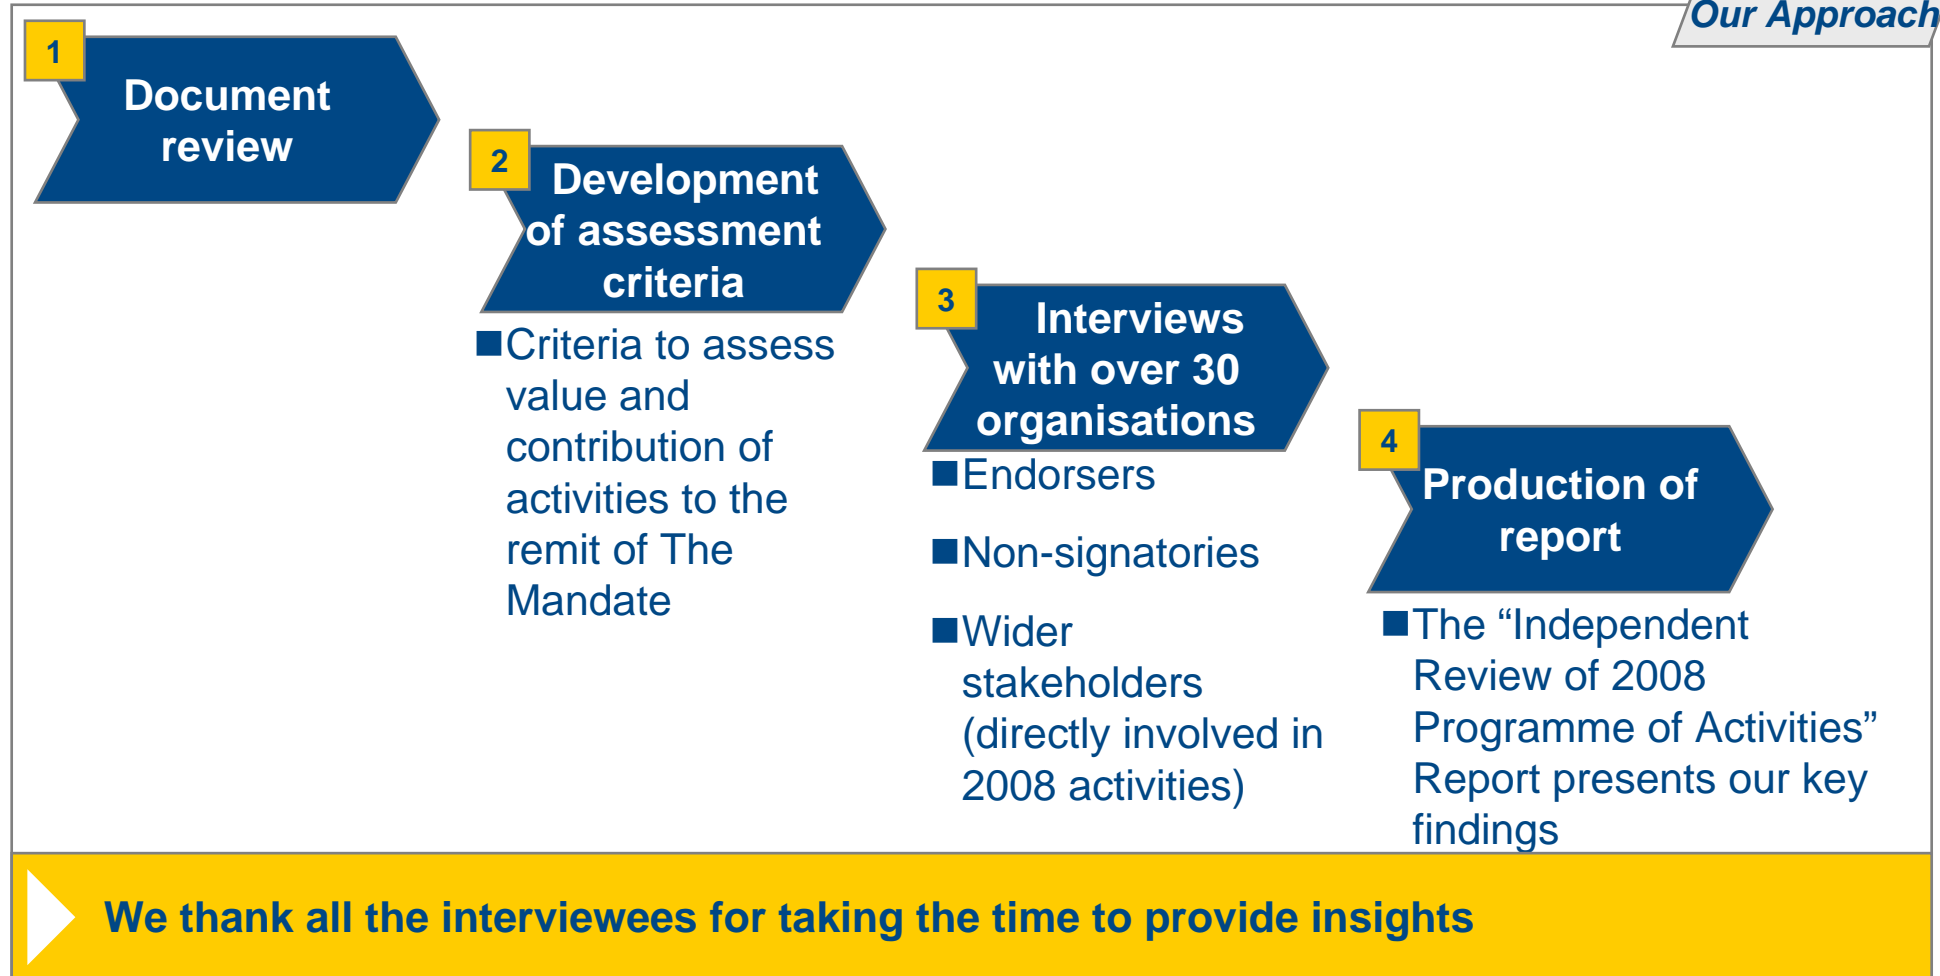 Our Approach
1
Document
review
2
Development
of assessment
criteria
■Criteria to assess
value and
contribution of
activities to the
remit of The
Mandate
3
Interviews
with over 30
organisations
■Endorsers
■Non-signatories
■Wider
stakeholders
(directly involved in
2008 activities)
4
Production of
report
■The “Independent
Review of 2008
Programme of Activities”
Report presents our key
findings
We thank all the interviewees for taking the time to provide insights